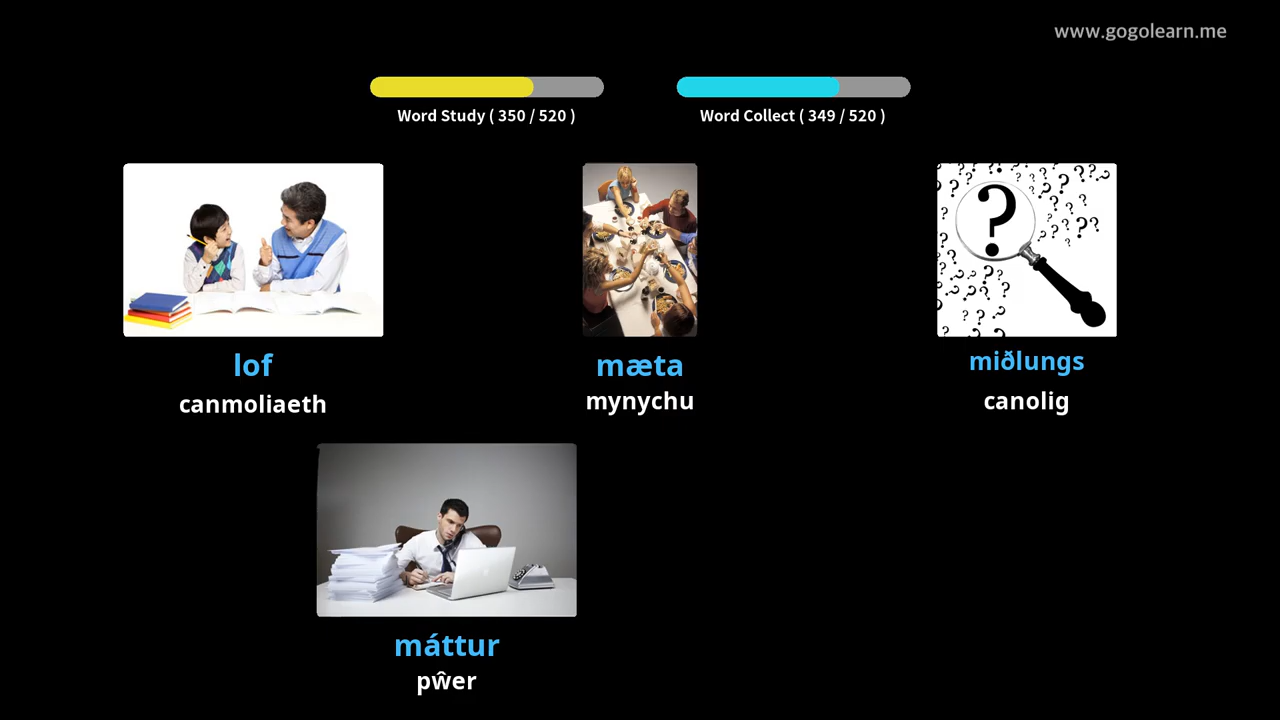 www.gogolearn.me
Word Study ( 350 / 520 )
Word Collect ( 349 / 520 )
lof
canmoliaeth
mæta
mynychu
miðlungs
canolig
máttur
pŵer